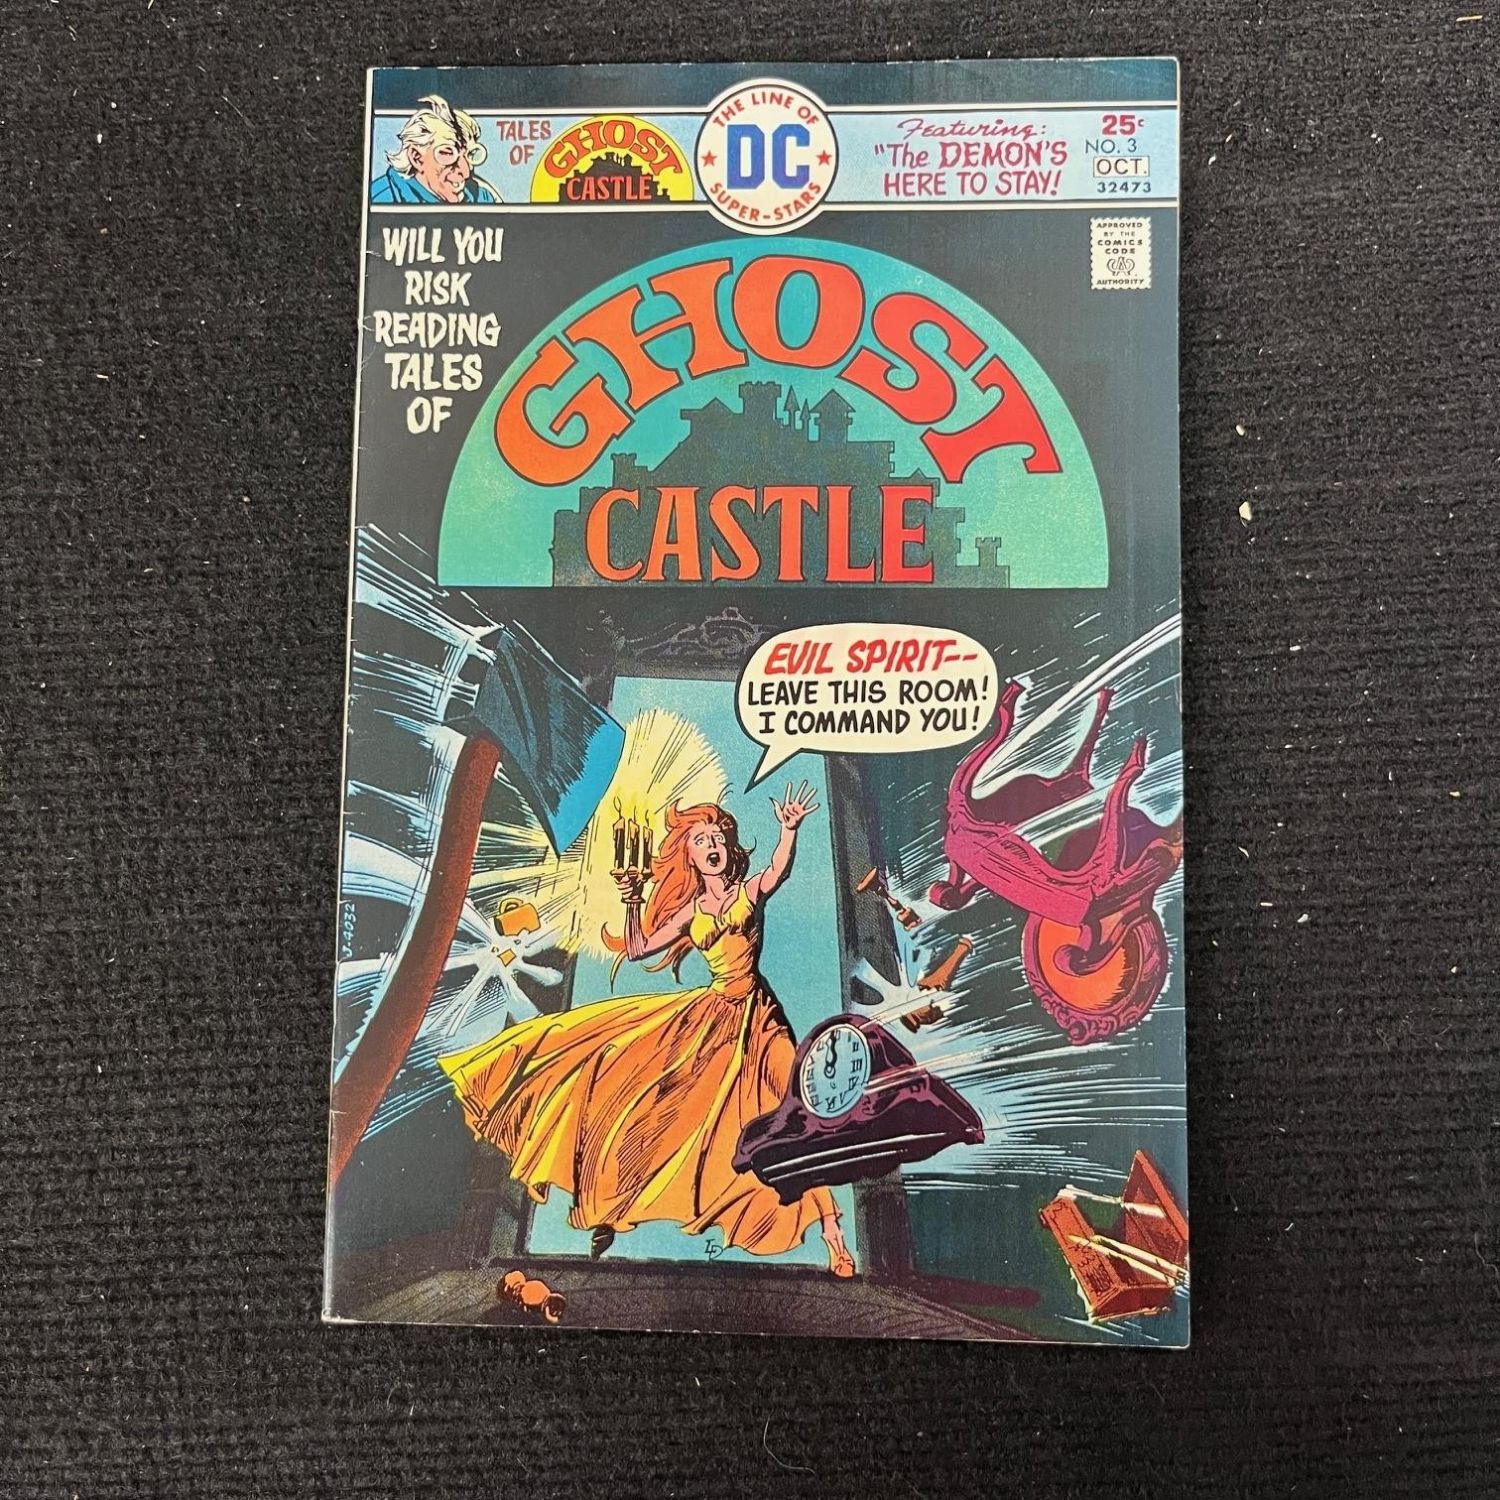 TALES
OF
GHOST
CASTLE
THE LINE OF
DC
SUPER-STARS
Featuring:
"The DEMON'S
HERE TO STAY!
25¢
NO. 3
OCT.
32473
APPROVED
BY THE
COMICS
CODE
CA
AUTHORITY
WILL YOU
RISK
READING
TALES
OF
GHOST
CASTLE
EVIL SPIRIT--
LEAVE THIS ROOM!
I COMMAND YOU!
J-4032